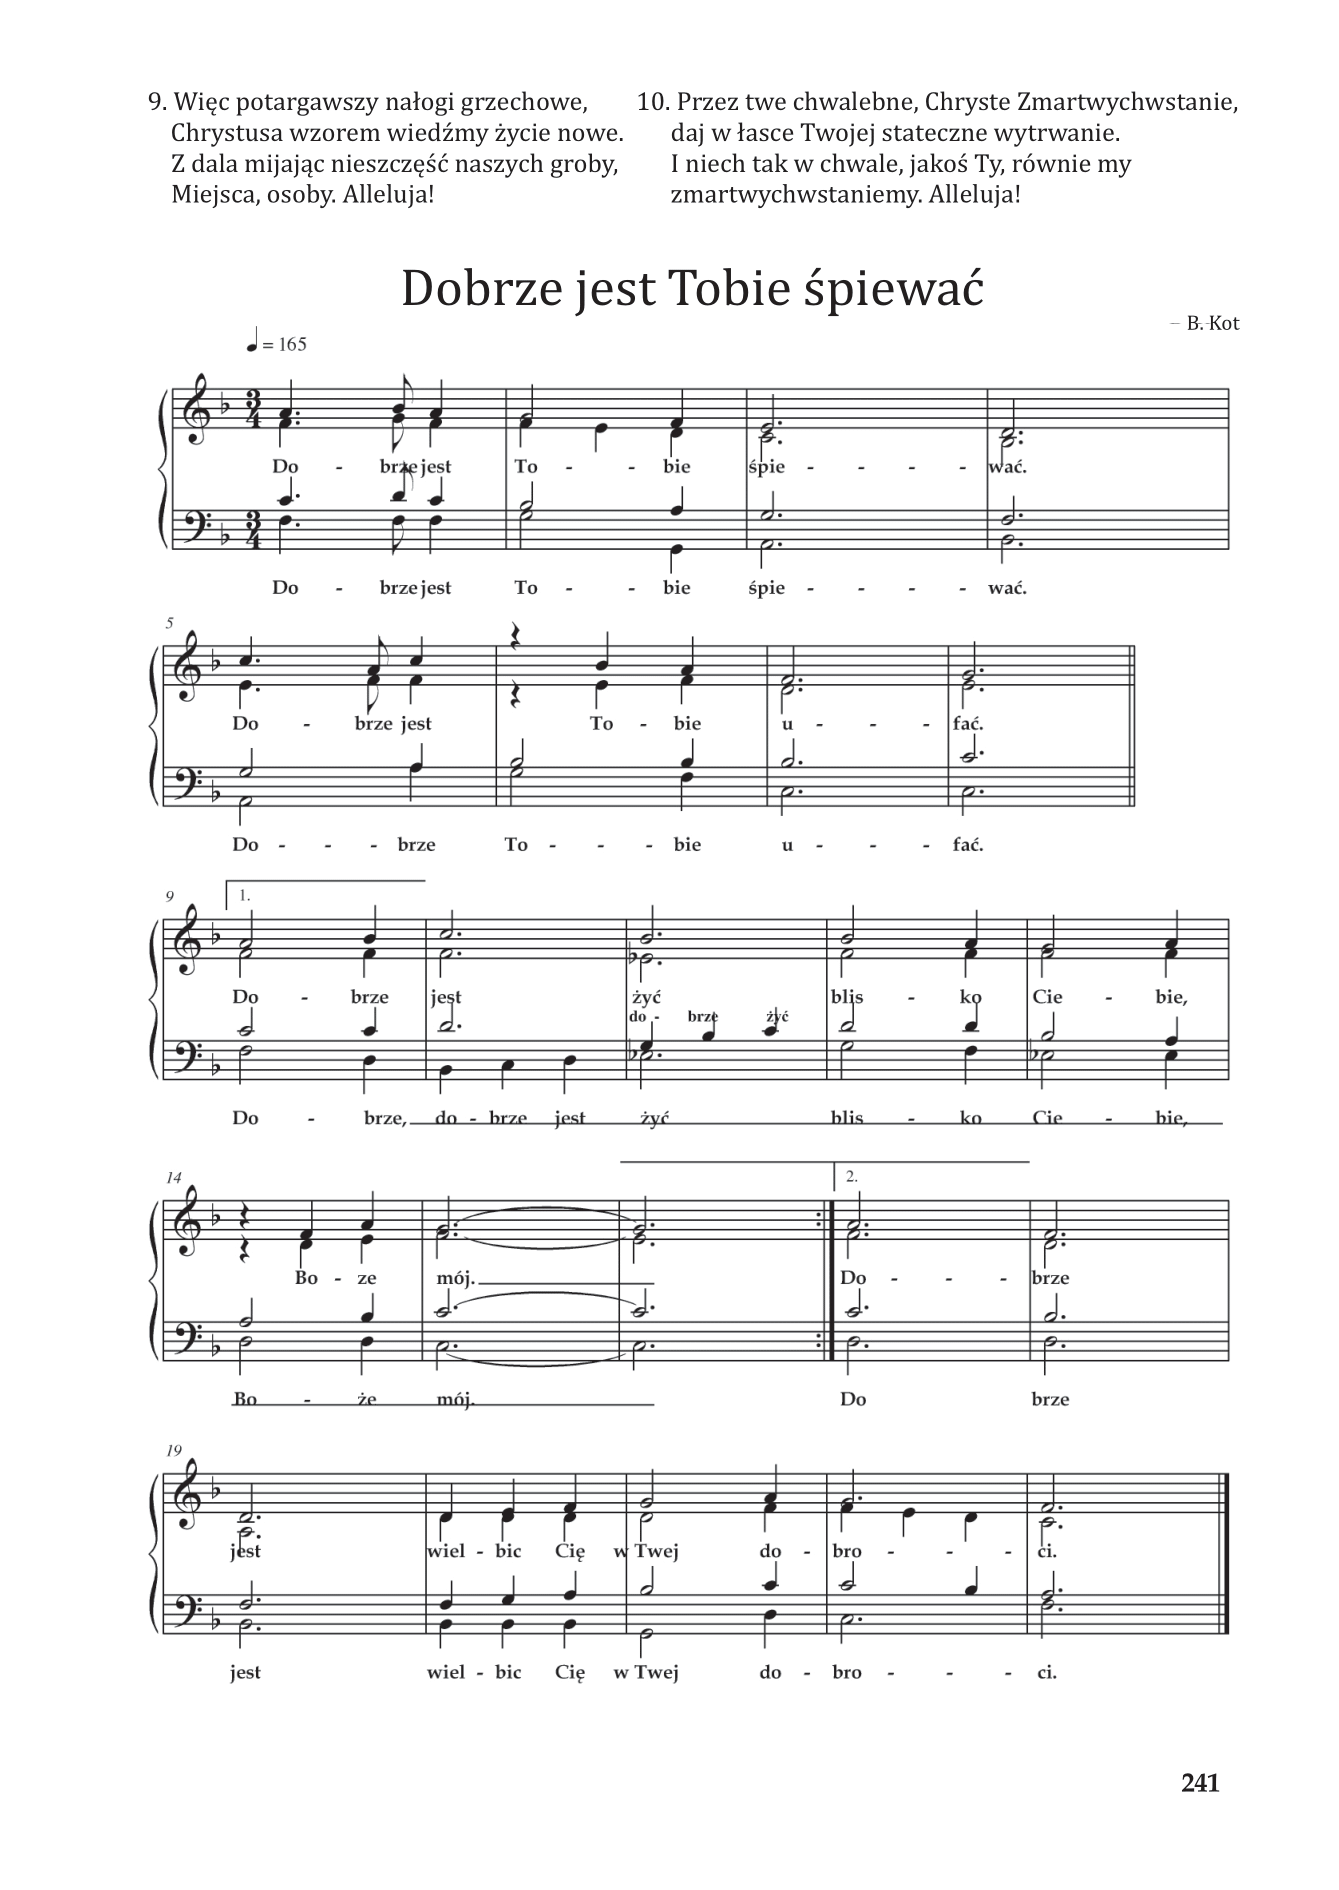 9. Więc potargawszy nałogi grzechowe,
Chrystusa wzorem wiedźmy życie nowe.
Z dala mijając nieszczęść naszych groby,
Miejsca, osoby. Alleluja!
10. Przez twe chwalebne, Chryste Zmartwychwstanie,
daj w łasce Twojej stateczne wytrwanie.
I niech tak w chwale, jakoś Ty, równie my
zmartwychwstaniemy. Alleluja!
Dobrze jest Tobie śpiewać
– B. Kot
= 165
3 4
Do - brze jest To - - bie śpie - - - - wać.
3 4
Do - brze jest To - - bie śpie - - - - wać.
5
Do - brze jest To - bie u - - - fać.
Do - - - brze To - - - bie u - - - fać.
9
1.
Do - brze jest żyć blis - ko Cie - bie,
do - brze żyć
Do - brze, do - brze jest żyć blis - ko Cie - bie,
14
2.
Bo - ze mój. Do - - - brze
Bo - że mój. Do brze
19
jest wiel - bic Cię w Twej do - bro - - - ci.
jest wiel - bic Cię w Twej do - bro - - - ci.
241